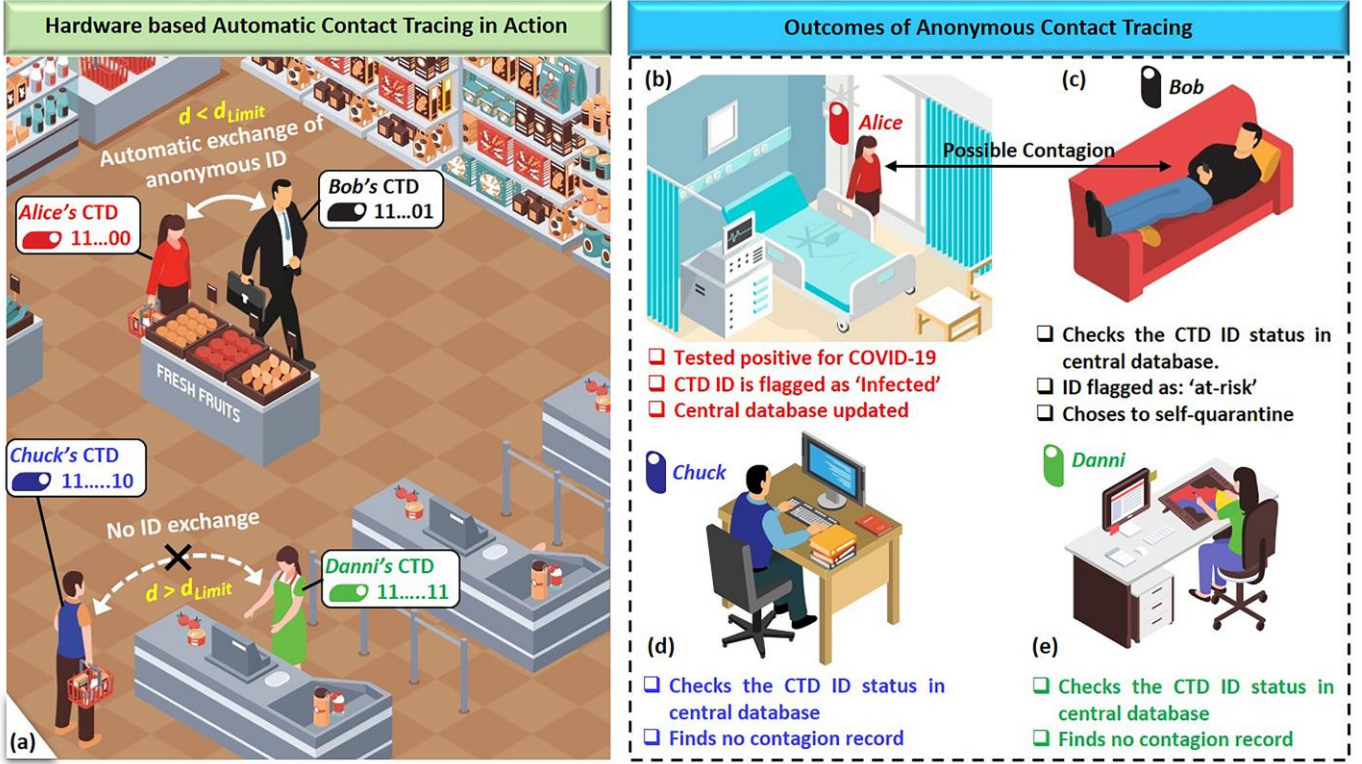 Hardware based Automatic Contact Tracing in Action
d < dLimit
Automatic exchange of
anonymous ID
Bob's CTD
11...01
Alice's CTD
11...00
FRESH FRUITS
Chuck's CTD
11.....10
No ID exchange
d > dLimit
Danni's CTD
11.....11
(a)
Outcomes of Anonymous Contact Tracing
(b)
Alice
Possible Contagion
(c)
Bob
❑ Tested positive for COVID-19
❑ CTD ID is flagged as ‘Infected’
❑ Central database updated
❑ Checks the CTD ID status in
central database.
❑ ID flagged as: ‘at-risk’
❑ Choses to self-quarantine
Chuck
(d)
❑ Checks the CTD ID status in
central database
❑ Finds no contagion record
Danni
(e)
❑ Checks the CTD ID status in
central database
❑ Finds no contagion record